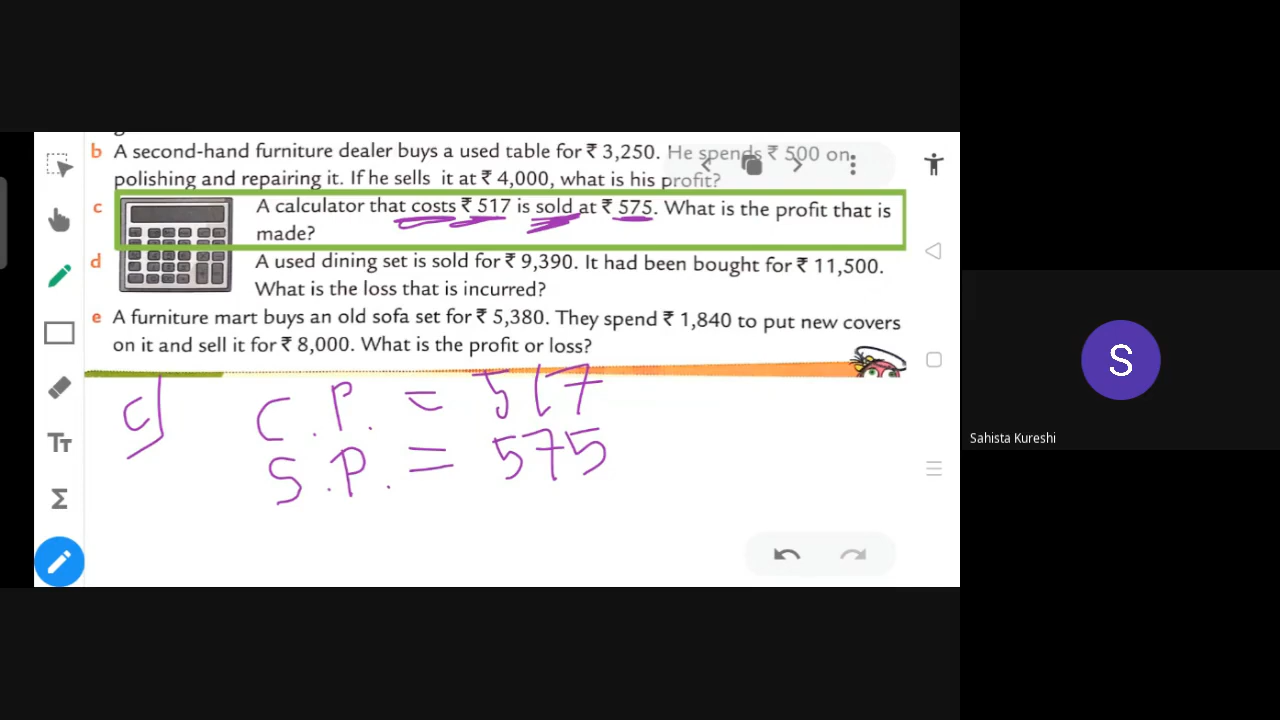 b A second-hand furniture dealer buys a used table for ₹ 3,250. He spends ₹ 500 on
polishing and repairing it. If he sells it at ₹ 4,000, what is his profit?
c A calculator that costs ₹ 517 is sold at ₹ 575. What is the profit that is
made?
d A used dining set is sold for ₹ 9,390. It had been bought for ₹ 11,500.
What is the loss that is incurred?
e A furniture mart buys an old sofa set for ₹ 5,380. They spend ₹ 1,840 to put new covers
on it and sell it for ₹ 8,000. What is the profit or loss?
c) C.P. = 517
S.P. = 575
Tт
Σ
S
Sahista Kureshi